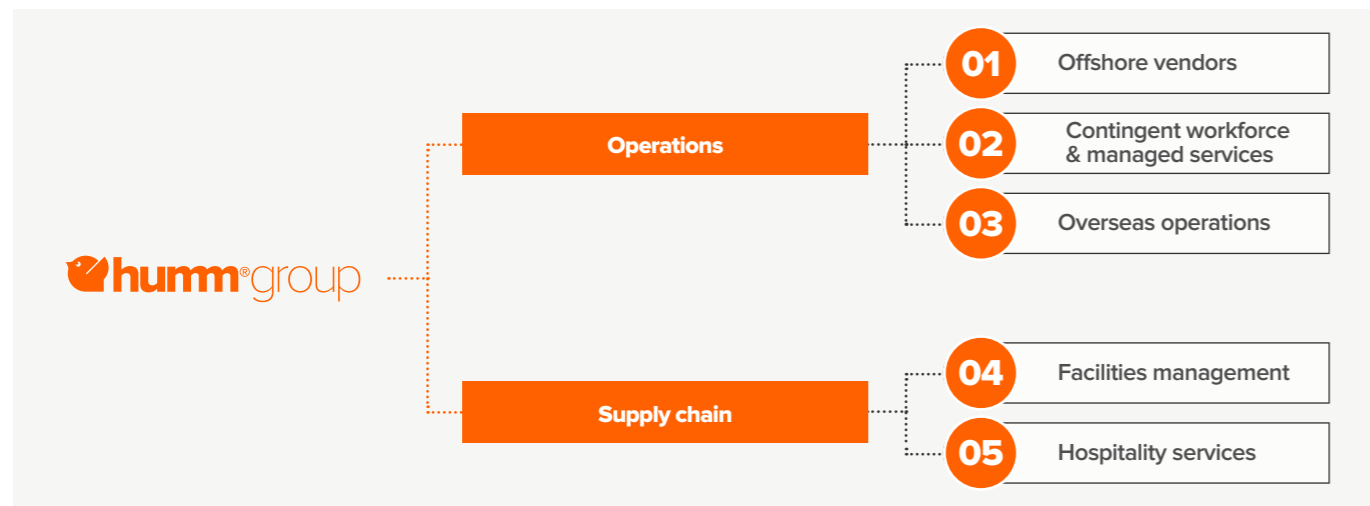 humm®group
Operations
01
Offshore vendors
02
Contingent workforce
& managed services
03
Overseas operations
Supply chain
04
Facilities management
05
Hospitality services